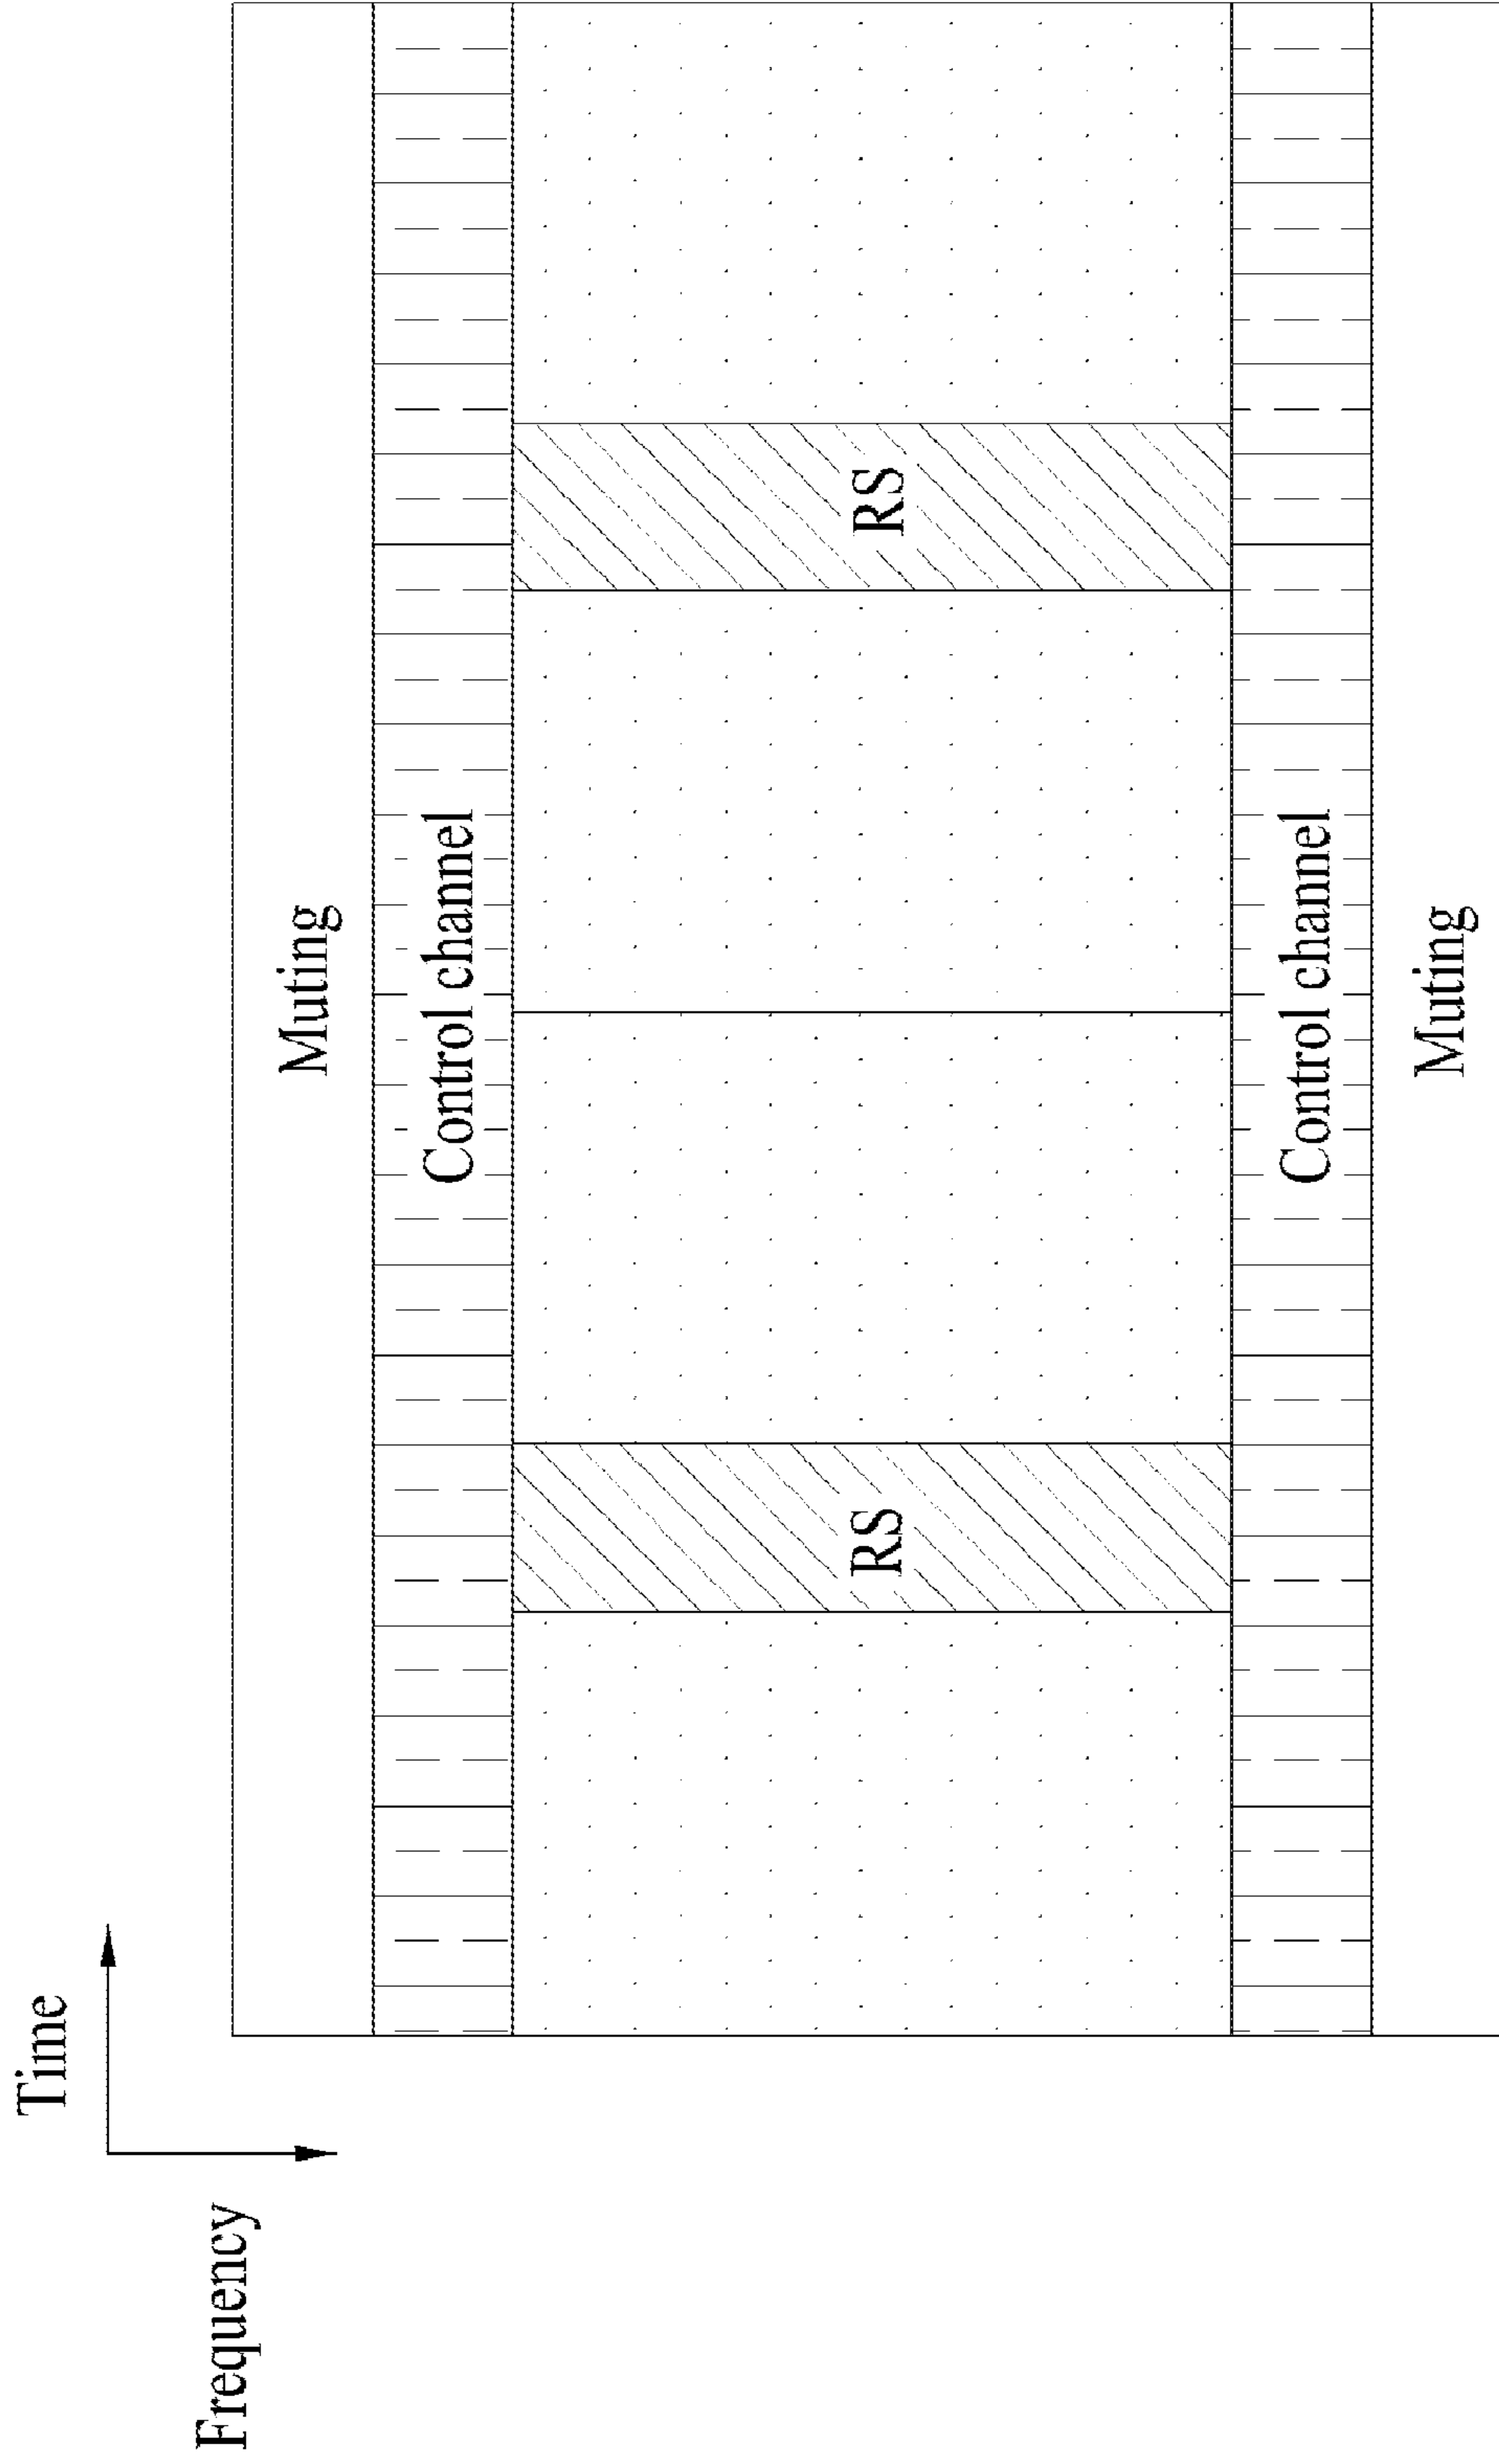 Time
Frequency
Muting
Control channel
RS
RS
Control channel
Muting